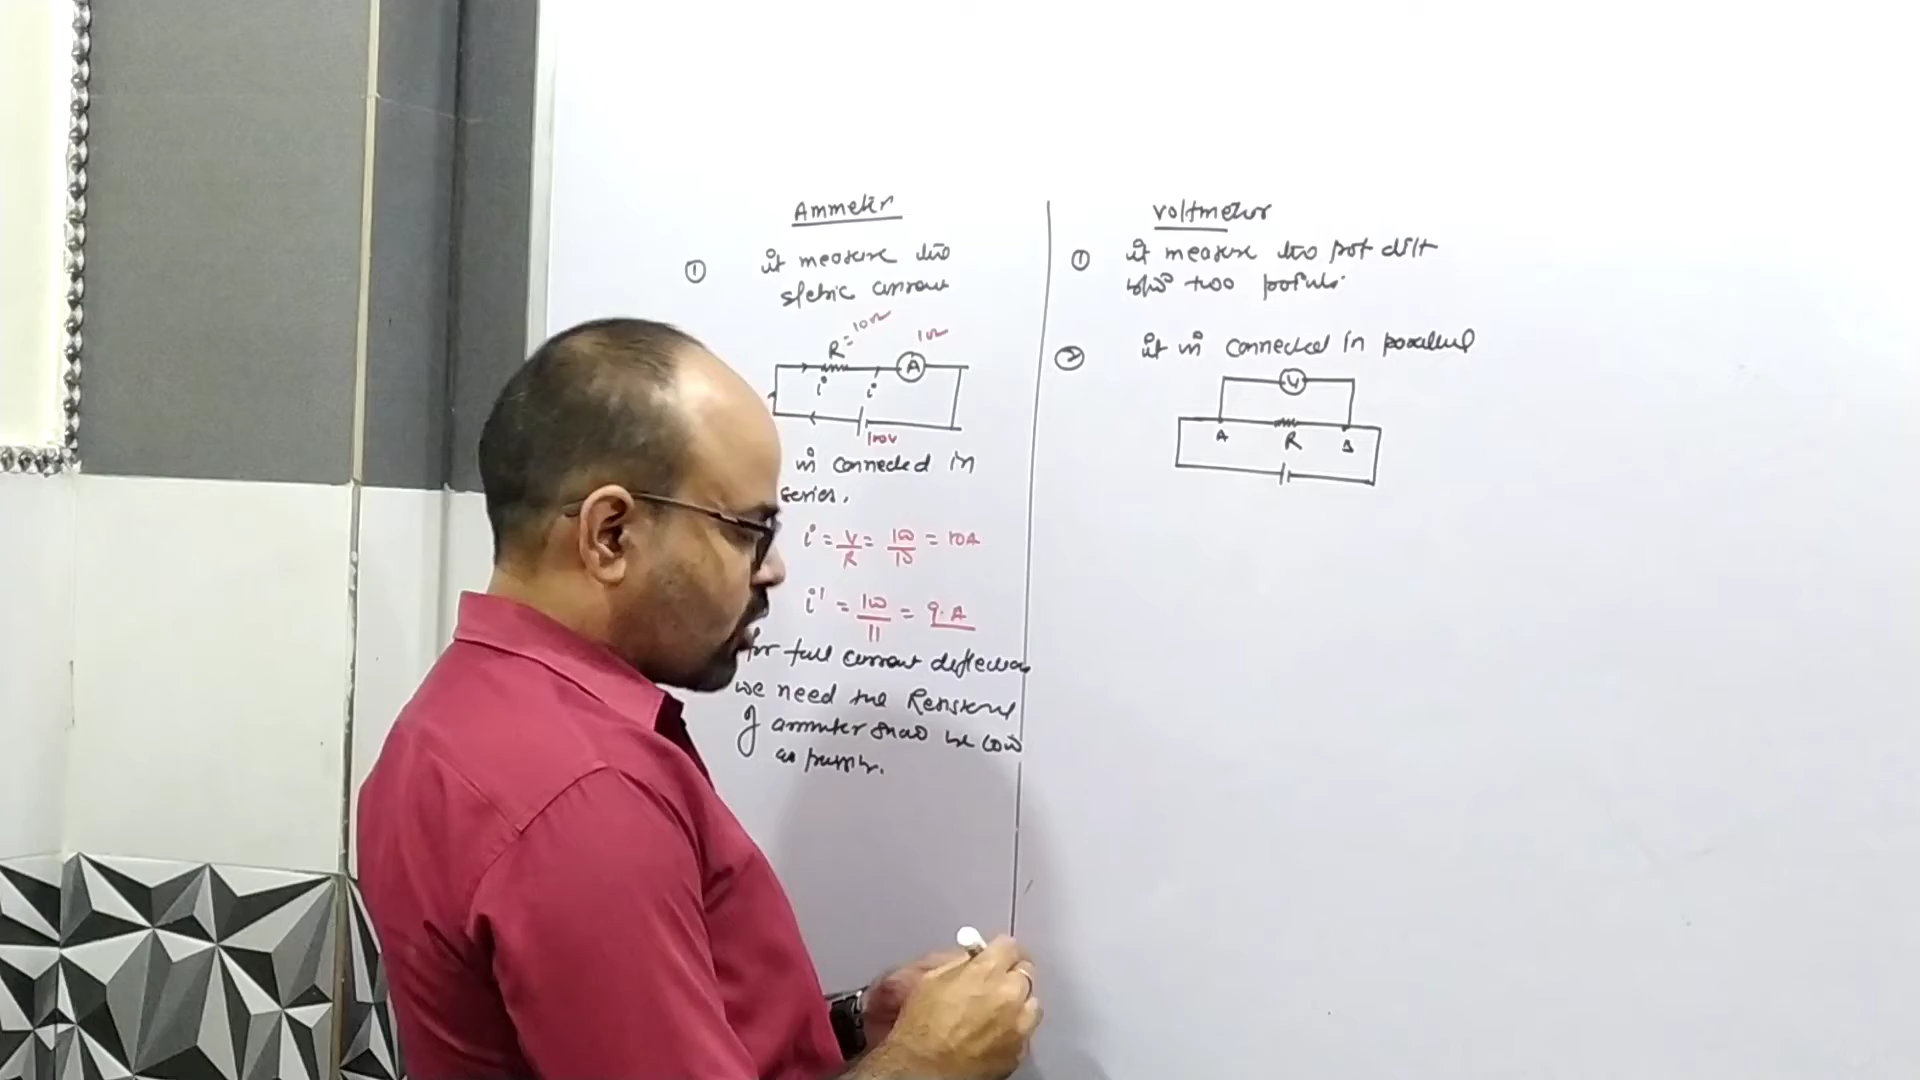 Ammeter
① it measure the
electric current
R = 10Ω
1Ω
A
i i
100V
in connected in
series.
i = V/R = 100/10 = 10A
i' = 100/11 = 9. A
for full current deflection
we need the Resistance
of ammeter shoud be low
as
voltmeter
① it measure the pot diff
two points.
② it is connected in parallel
V
A R B